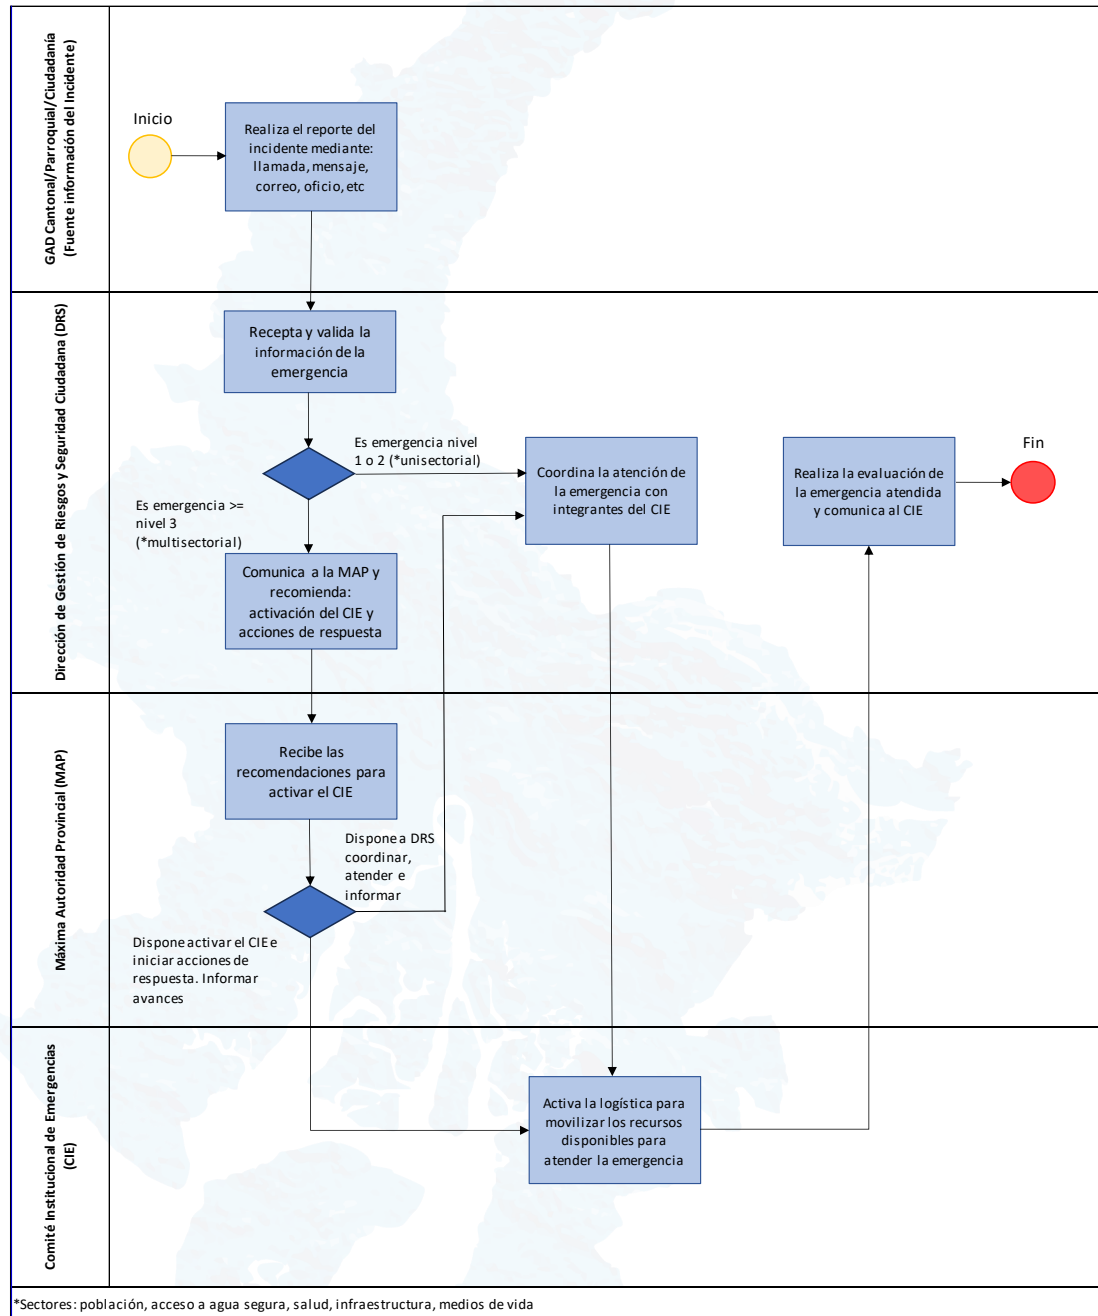 GAD Cantonal/Parroquial/Ciudadanía
(Fuente información del Incidente)
Inicio
Realiza el reporte del
incidente mediante:
llamada, mensaje,
correo, oficio, etc
Dirección de Gestión de Riesgos y Seguridad Ciudadana (DRS)
Recepta y valida la
información de la
emergencia
Es emergencia nivel
1 o 2 (*unisectorial)
Es emergencia >=
nivel 3
(*multisectorial)
Comunica a la MAP y
recomienda:
activación del CIE y
acciones de respuesta
Coordina la atención de
la emergencia con
integrantes del CIE
Realiza la evaluación de
la emergencia atendida
y comunica al CIE
Fin
Máxima Autoridad Provincial (MAP)
Recibe las
recomendaciones para
activar el CIE
Dispone a DRS
coordinar,
atender e
informar
Dispone activar el CIE e
iniciar acciones de
respuesta. Informar
avances
Comité Institucional de Emergencias
(CIE)
Activa la logística para
movilizar los recursos
disponibles para
atender la emergencia
*Sectores: población, acceso a agua segura, salud, infraestructura, medios de vida